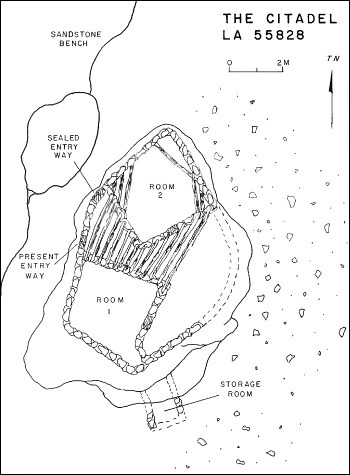 THE CITADEL
LA 55828
0 2M
TN
SANDSTONE
BENCH
SEALED
ENTRY
WAY
ROOM
2
PRESENT
ENTRY
WAY
ROOM
1
STORAGE
ROOM